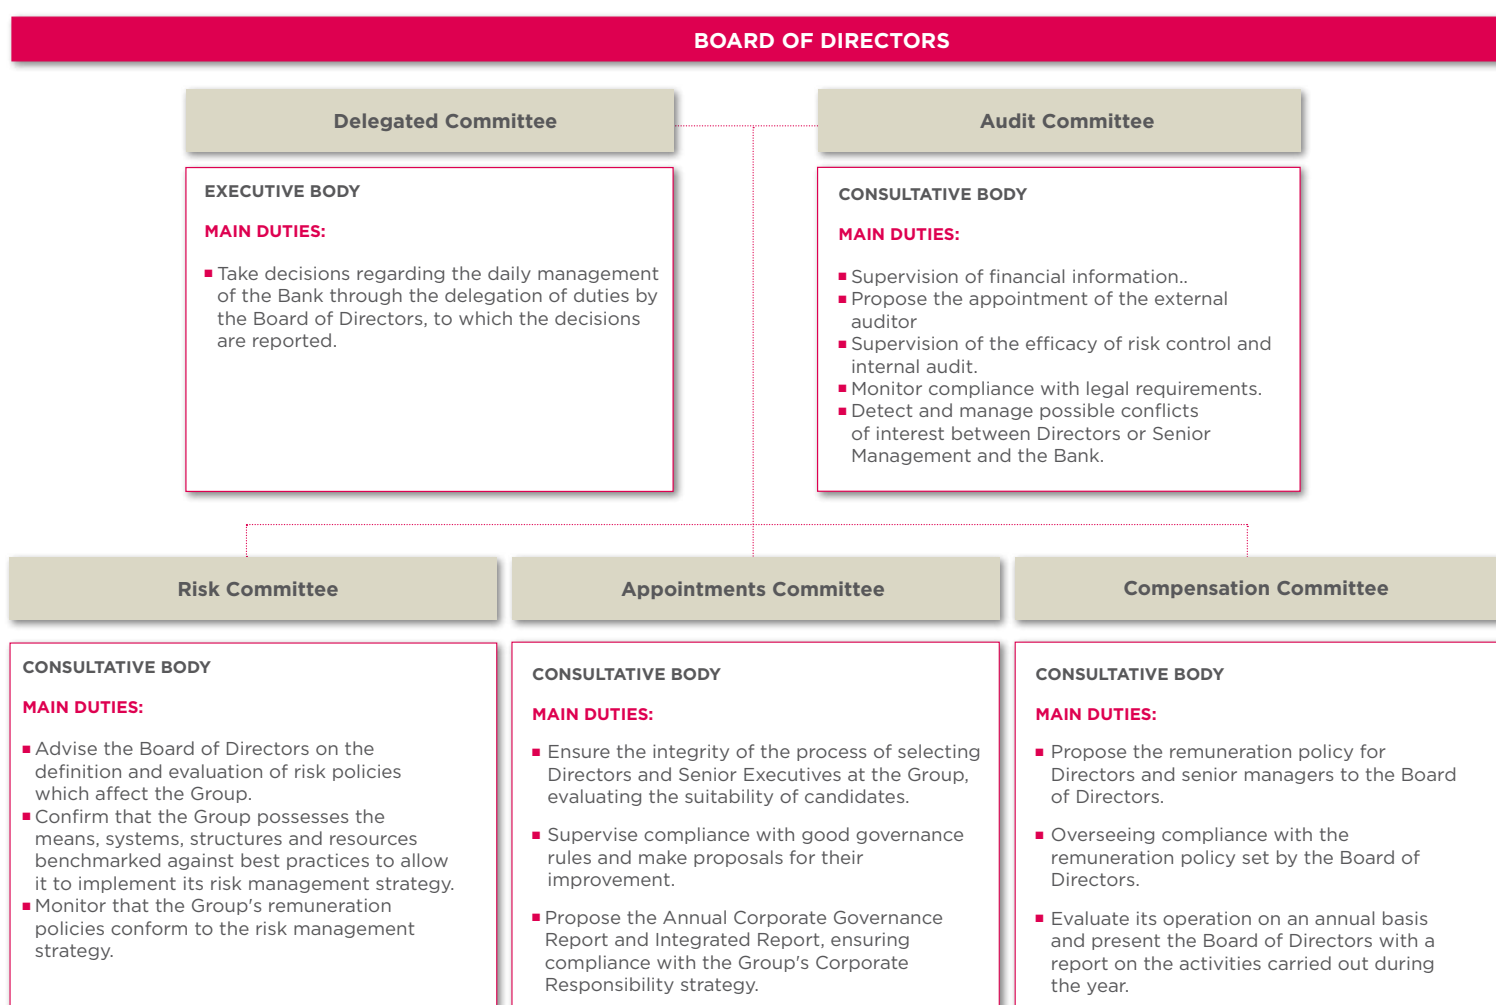 BOARD OF DIRECTORS
Delegated Committee
EXECUTIVE BODY
MAIN DUTIES:
Take decisions regarding the daily management
of the Bank through the delegation of duties by
the Board of Directors, to which the decisions
are reported.
Audit Committee
CONSULTATIVE BODY
MAIN DUTIES:
Supervision of financial information..
Propose the appointment of the external
auditor
Supervision of the efficacy of risk control and
internal audit.
Monitor compliance with legal requirements.
Detect and manage possible conflicts
of interest between Directors or Senior
Management and the Bank.
Risk Committee
CONSULTATIVE BODY
MAIN DUTIES:
Advise the Board of Directors on the
definition and evaluation of risk policies
which affect the Group.
Confirm that the Group possesses the
means, systems, structures and resources
benchmarked against best practices to allow
it to implement its risk management strategy.
Monitor that the Group's remuneration
policies conform to the risk management
strategy.
Appointments Committee
CONSULTATIVE BODY
MAIN DUTIES:
Ensure the integrity of the process of selecting
Directors and Senior Executives at the Group,
evaluating the suitability of candidates.
Supervise compliance with good governance
rules and make proposals for their
improvement.
Propose the Annual Corporate Governance
Report and Integrated Report, ensuring
compliance with the Group's Corporate
Responsibility strategy.
Compensation Committee
CONSULTATIVE BODY
MAIN DUTIES:
Propose the remuneration policy for
Directors and senior managers to the Board
of Directors.
Overseeing compliance with the
remuneration policy set by the Board of
Directors.
Evaluate its operation on an annual basis
and present the Board of Directors with a
report on the activities carried out during
the year.